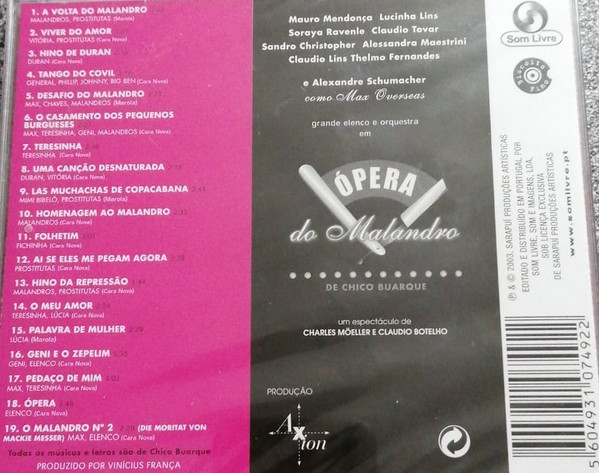 1. A VOLTA DO MALANDRO
MALANDROS, PROSTITUTAS (Marola)
2. VIVER DO AMOR
VITÓRIA, PROSTITUTAS (Cara Nova)
3. HINO DE DURAN
DURAN (Cara Nova)
4. TANGO DO COVIL
GENERAL, PHILLIP, JOHNNY, BIG BEN (Cara Nova)
5. DESAFIO DO MALANDRO
MAX, CHAVES, MALANDROS (Marola)
6. O CASAMENTO DOS PEQUENOS
BURGUESES
MAX, TERESINHA, GENI, MALANDROS (Cara Nova)
7. TERESINHA
TERESINHA (Cara Nova)
8. UMA CANÇÃO DESNATURADA
DURAN, VITÓRIA (Cara Nova)
9. LAS MUCHACHAS DE COPACABANA
MIMI BIBELÔ, PROSTITUTAS (Marola)
10. HOMENAGEM AO MALANDRO
MALANDROS (Cara Nova)
11. FOLHETIM
FICHINHA (Cara Nova)
12. AI SE ELES ME PEGAM AGORA
PROSTITUTAS (Cara Nova)
13. HINO DA REPRESSÃO
MALANDROS, PROSTITUTAS (Cara Nova)
14. O MEU AMOR
TERESINHA, LÚCIA (Cara Nova)
15. PALAVRA DE MULHER
LÚCIA (Marola)
16. GENI E O ZEPELIM
GENI, ELENCO (Cara Nova)
17. PEDAÇO DE MIM
MAX, TERESINHA (Cara Nova)
18. ÓPERA
ELENCO (Cara Nova)
19. O MALANDRO Nº 2 (DIE MORITAT VON
MACKIE MESSER) MAX, ELENCO (Cara Nova)
Todas as músicas e letras são de Chico Buarque
PRODUZIDO POR VINÍCIUS FRANÇA
Mauro Mendonça Lucinha Lins
Soraya Ravenle Claudio Tovar
Sandro Christopher Alessandra Maestrini
Claudio Lins Thelmo Fernandes
e Alexandre Schumacher
como Max Overseas
grande elenco e orquestra
em
ÓPERA
do Malandro
DE CHICO BUARQUE
um espectáculo de
CHARLES MÖELLER E CLAUDIO BOTELHO
PRODUÇÃO
Axion
Som Livre
℗ & © 2003, SARAPUÍ PRODUÇÕES ARTÍSTICAS
EDITADO E DISTRIBUIDO EM PORTUGAL POR
SOM LIVRE, SOM E IMAGENS, LDA.
SOB LICENÇA EXCLUSIVA
DE SARAPUÍ PRODUÇÕES ARTÍSTICAS
www.somlivre.pt
5 604931 074922